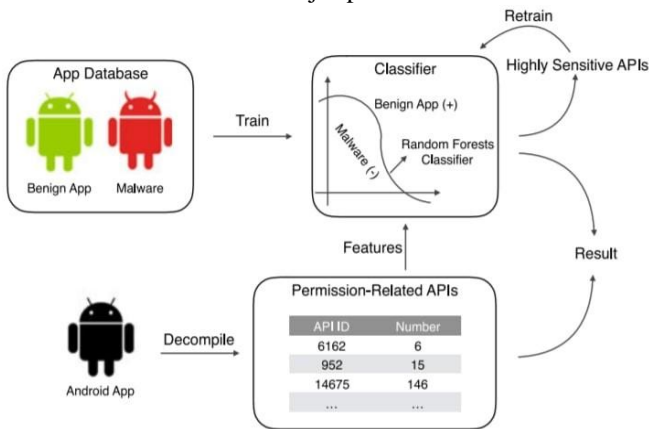 Retrain
App Database
Benign App
Malware
Train
Classifier
Benign App (+)
Malware (-)
Random Forests
Classifier
Highly Sensitive APIs
Features
Result
Android App
Decompile
Permission-Related APIs
API ID Number
6162 6
952 15
14675 146
... ...